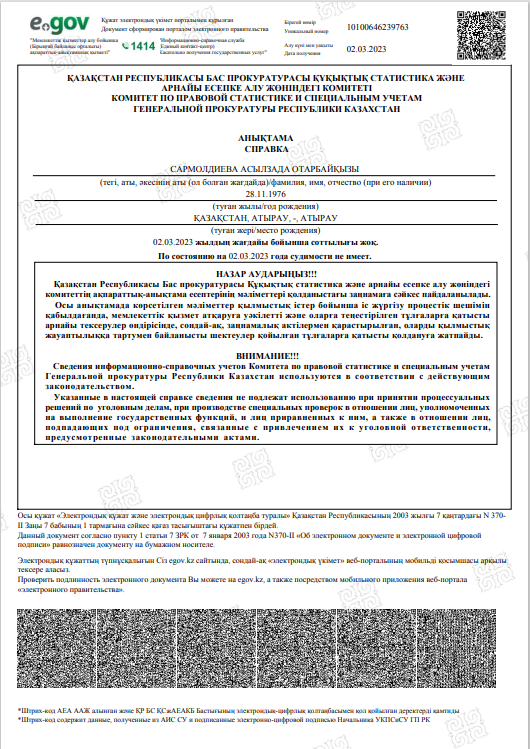 egov
Құжат электрондық үкімет порталымен құрылған
Документ сформирован порталом электронного правительства
"Мемлекеттік қызметтер алу бойынша
(Бірыңғай байланыс орталығы)
ақпараттық-анықтамалық қызметі"
1414
"Информационно-справочная служба
(Единый контакт-центр)
Касательно получения государственных услуг"
Бірегей нөмір
Уникальный номер
10100646239763
Алу күні мен уақыты
Дата получения
02.03.2023
ҚАЗАҚСТАН РЕСПУБЛИКАСЫ БАС ПРОКУРАТУРАСЫ ҚҰҚЫҚТЫҚ СТАТИСТИКА ЖӘНЕ
АРНАЙЫ ЕСЕПКЕ АЛУ ЖӨНІНДЕГІ КОМИТЕТІ
КОМИТЕТ ПО ПРАВОВОЙ СТАТИСТИКЕ И СПЕЦИАЛЬНЫМ УЧЕТАМ
ГЕНЕРАЛЬНОЙ ПРОКУРАТУРЫ РЕСПУБЛИКИ КАЗАХСТАН
АНЫҚТАМА
СПРАВКА
САРМОЛДИЕВА АСЫЛЗАДА ОТАРБАЙҚЫЗЫ
(тегі, аты, әкесінің аты (ол болған жағдайда)/фамилия, имя, отчество (при его наличии)
28.11.1976
(туған жылы/год рождения)
ҚАЗАҚСТАН, АТЫРАУ, -, АТЫРАУ
(туған жері/место рождения)
02.03.2023 жылдың жағдайы бойынша соттылығы жоқ.
По состоянию на 02.03.2023 года судимости не имеет.
НАЗАР АУДАРЫҢЫЗ!!!
Қазақстан Республикасы Бас прокуратурасы Құқықтық статистика және арнайы есепке алу жөніндегі
комитеттің ақпараттық-анықтама есептерінің мәліметтері қолданыстағы заңнамаға сәйкес пайдаланылады.
Осы анықтамада көрсетілген мәліметтер қылмыстық істер бойынша іс жүргізу процестік шешімін
қабылдағанда, мемлекеттік қызмет атқаруға уәкілетті және оларға теңестірілген тұлғаларға қатысты
арнайы тексерулер өндірісінде, сондай-ақ, заңнамалық актілермен қарастырылған, оларды қылмыстық
жауаптылыққа тартумен байланысты шектеулер қойылған тұлғаларға қатысты қолдануға жатпайды.
ВНИМАНИЕ!!!
Сведения информационно-справочных учетов Комитета по правовой статистике и специальным учетам
Генеральной прокуратуры Республики Казахстан используются в соответствии с действующим
законодательством.
Указанные в настоящей справке сведения не подлежат использованию при принятии процессуальных
решений по уголовным делам, при производстве специальных проверок в отношении лиц, уполномоченных
на выполнение государственных функций, и лиц приравненных к ним, а также в отношении лиц,
подпадающих под ограничения, связанные с привлечением их к уголовной ответственности,
предусмотренные законодательными актами.
Осы құжат «Электрондық құжат және электрондық цифрлық қолтаңба туралы» Қазақстан Республикасының 2003 жылғы 7 қаңтардағы N 370-
II Заңы 7 бабының 1 тармағына сәйкес қағаз тасығыштағы құжатпен бірдей.
Данный документ согласно пункту 1 статьи 7 ЗРК от 7 января 2003 года N370-II «Об электронном документе и электронной цифровой
подписи» равнозначен документу на бумажном носителе.
Электрондық құжаттың түпнұсқалығын Сіз egov.kz сайтында, сондай-ақ «электрондық үкімет» веб-порталының мобильді қосымшасы арқылы
тексере аласыз.
Проверить подлинность электронного документа Вы можете на egov.kz, а также посредством мобильного приложения веб-портала
«электронного правительства».
*Штрих-код АЕА ААЖ алынған және ҚР БС ҚСжАЕАКБ Бастығының электрондық-цифрлық қолтаңбасымен қол қойылған деректерді қамтиды
*Штрих-код содержит данные, полученные из АИС СУ и подписанные электронно-цифровой подписью Начальника УКПСиСУ ГП РК